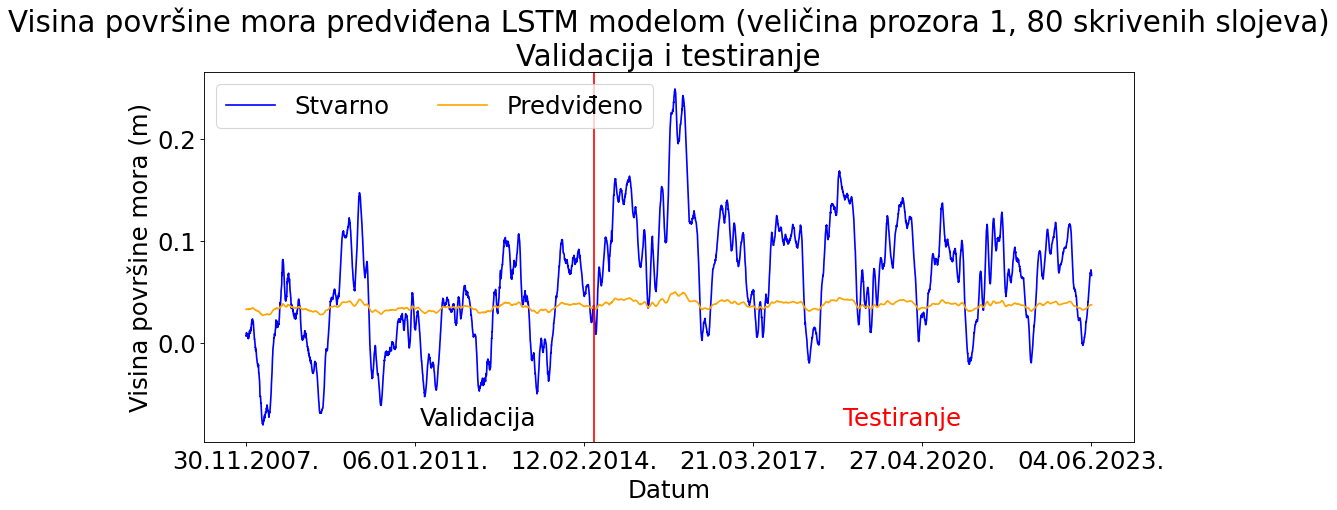 Visina površine mora predviđena LSTM modelom (veličina prozora 1, 80 skrivenih slojeva)
Validacija i testiranje
Stvarno
Predviđeno
Visina površine mora (m)
0.2
0.1
0.0
Validacija
Testiranje
30.11.2007.
06.01.2011.
12.02.2014.
21.03.2017.
27.04.2020.
04.06.2023.
Datum